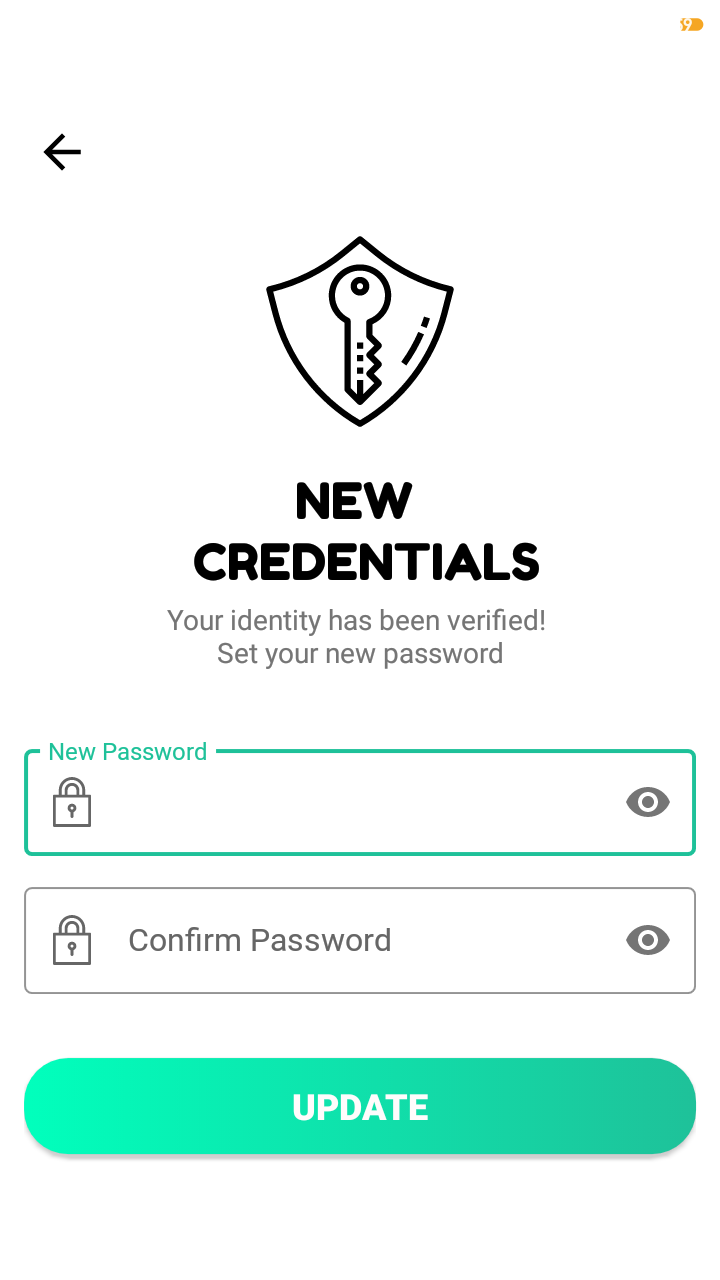 NEW
CREDENTIALS
Your identity has been verified!
Set your new password
New Password
Confirm Password
UPDATE